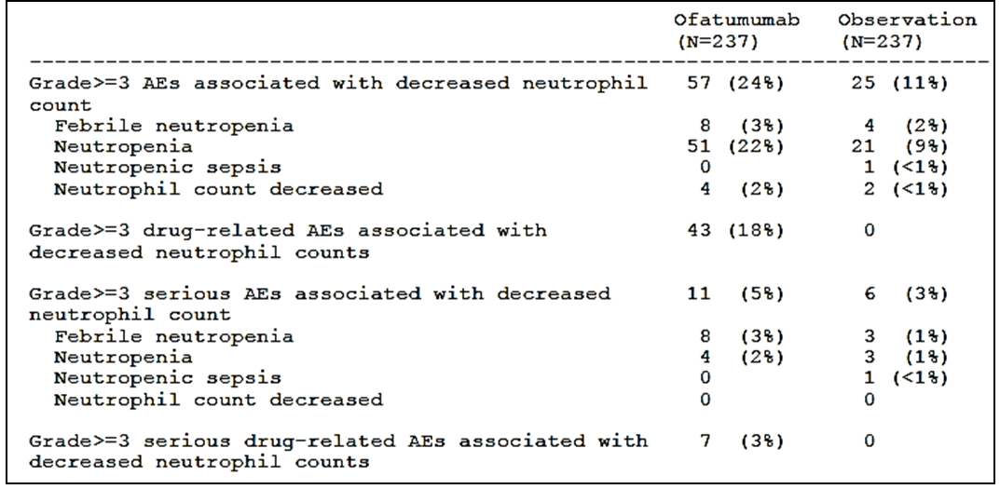 Ofatumumab Observation
(N=237) (N=237)
Grade>=3 AEs associated with decreased neutrophil 57 (24%) 25 (11%)
count
Febrile neutropenia 8 (3%) 4 (2%)
Neutropenia 51 (22%) 21 (9%)
Neutropenic sepsis 0 1 (<1%)
Neutrophil count decreased 4 (2%) 2 (<1%)
Grade>=3 drug-related AEs associated with 43 (18%) 0
decreased neutrophil counts
Grade>=3 serious AEs associated with decreased 11 (5%) 6 (3%)
neutrophil count
Febrile neutropenia 8 (3%) 3 (1%)
Neutropenia 4 (2%) 3 (1%)
Neutropenic sepsis 0 1 (<1%)
Neutrophil count decreased 0 0
Grade>=3 serious drug-related AEs associated with 7 (3%) 0
decreased neutrophil counts